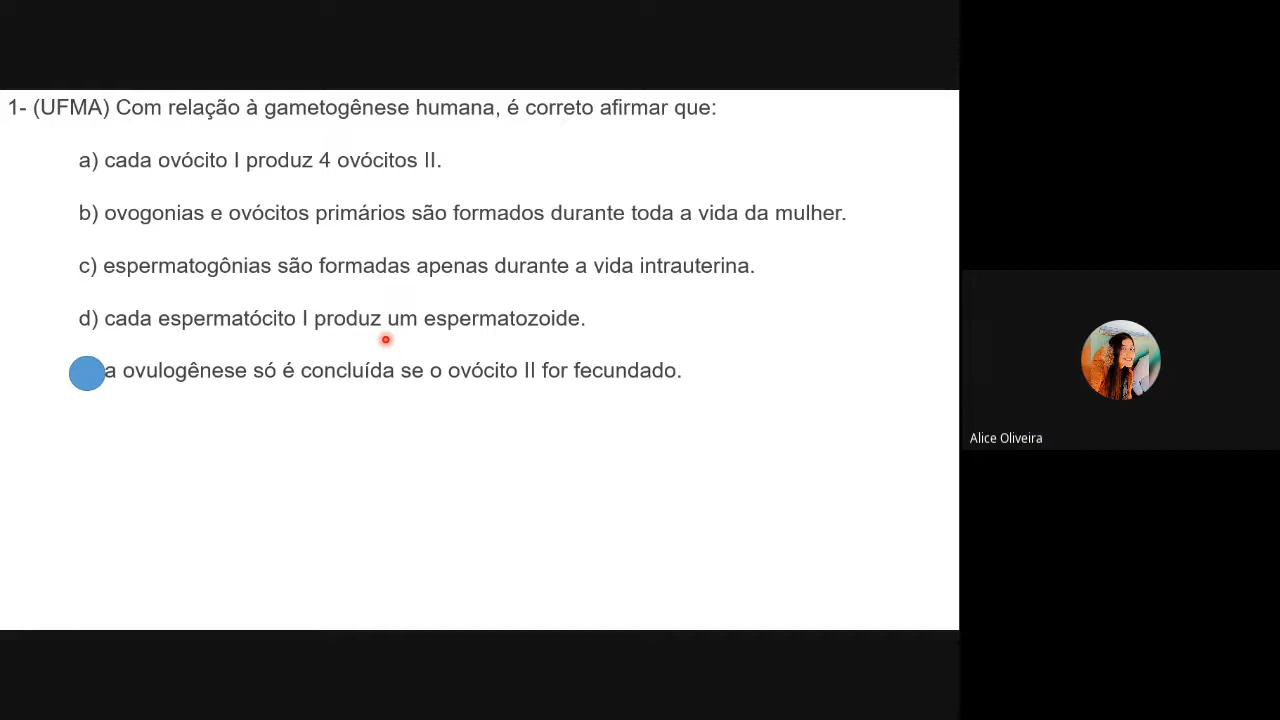 1- (UFMA) Com relação à gametogênese humana, é correto afirmar que:
a) cada ovócito I produz 4 ovócitos II.
b) ovogonias e ovócitos primários são formados durante toda a vida da mulher.
c) espermatogônias são formadas apenas durante a vida intrauterina.
d) cada espermatócito I produz um espermatozoide.
a ovulogênese só é concluída se o ovócito II for fecundado.
Alice Oliveira